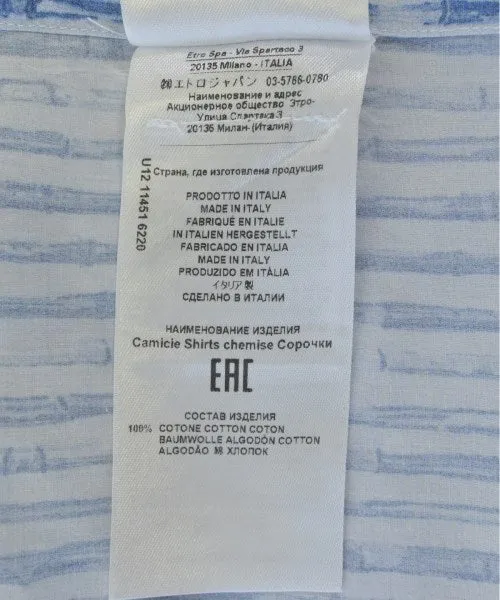 Etro Spa - Via Spartaco 3
20135 Milano - ITALIA
㈱エトロジャパン 03-5766-0780
Наименование и адрес
Акционерное общество Этро-
Улица Спартака 3
20135 Милан-(Италия)
U12 11451 6220
Страна, где изготовлена продукция
PRODOTTO IN ITALIA
MADE IN ITALY
FABRIQUÉ EN ITALIE
IN ITALIEN HERGESTELLT
FABRICADO EN ITALIA
MADE IN ITALY
PRODUZIDO EM ITÀLIA
イタリア製
СДЕЛАНО В ИТАЛИИ
НАИМЕНОВАНИЕ ИЗДЕЛИЯ
Camicie Shirts chemise Сорочки
EAC
СОСТАВ ИЗДЕЛИЯ
100% COTONE COTTON COTON
BAUMWOLLE ALGODÓN COTTON
ALGODÃO 綿 ХЛОПОК